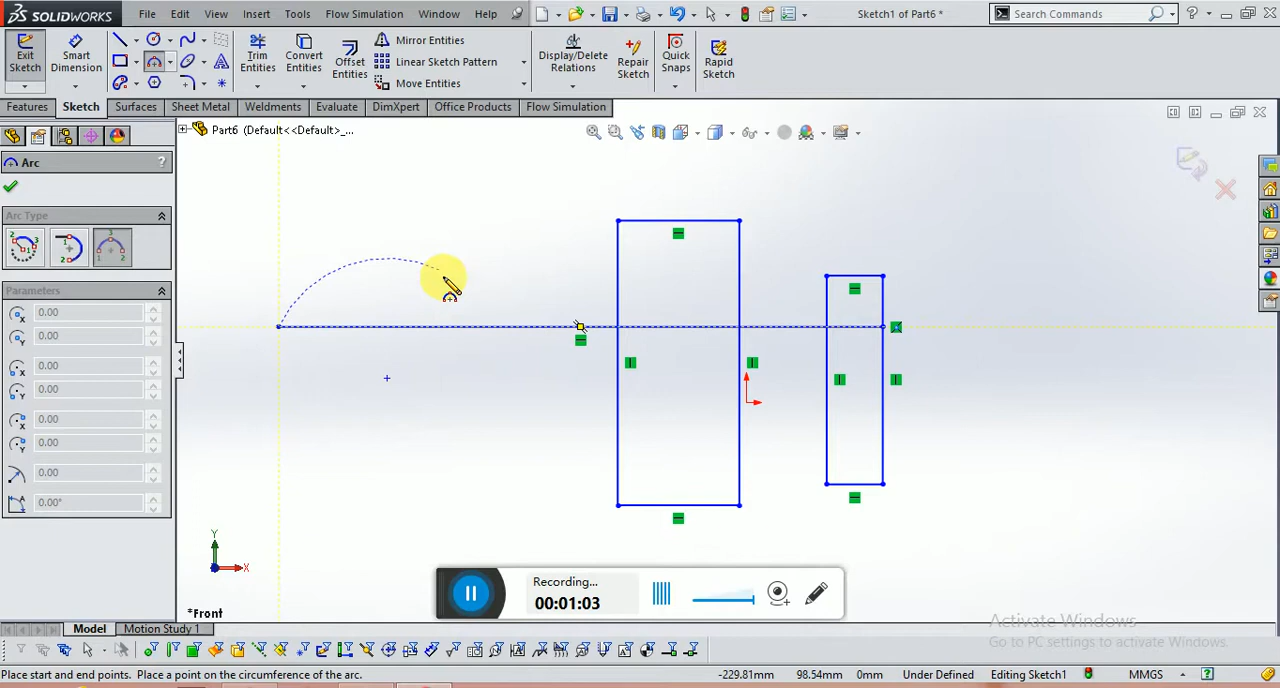 SOLIDWORKS File Edit View Insert Tools Flow Simulation Window Help Sketch1 of Part6 * Search Commands
Exit Sketch Smart Dimension Trim Entities Convert Entities Offset Entities Mirror Entities Linear Sketch Pattern Move Entities Display/Delete Relations Repair Sketch Quick Snaps Rapid Sketch
Features Sketch Surfaces Sheet Metal Weldments Evaluate DimXpert Office Products Flow Simulation
Part6 (Default<<Default>_...
Arc ?
Arc Type
Parameters
0.00
0.00
0.00
0.00
0.00
0.00
0.00
0.00°
Y
X
*Front
Recording...
00:01:03
Activate Windows
Go to PC settings to activate Windows.
Model Motion Study 1
Place start and end points. Place a point on the circumference of the arc. -229.81mm 98.54mm 0mm Under Defined Editing Sketch1 MMGS